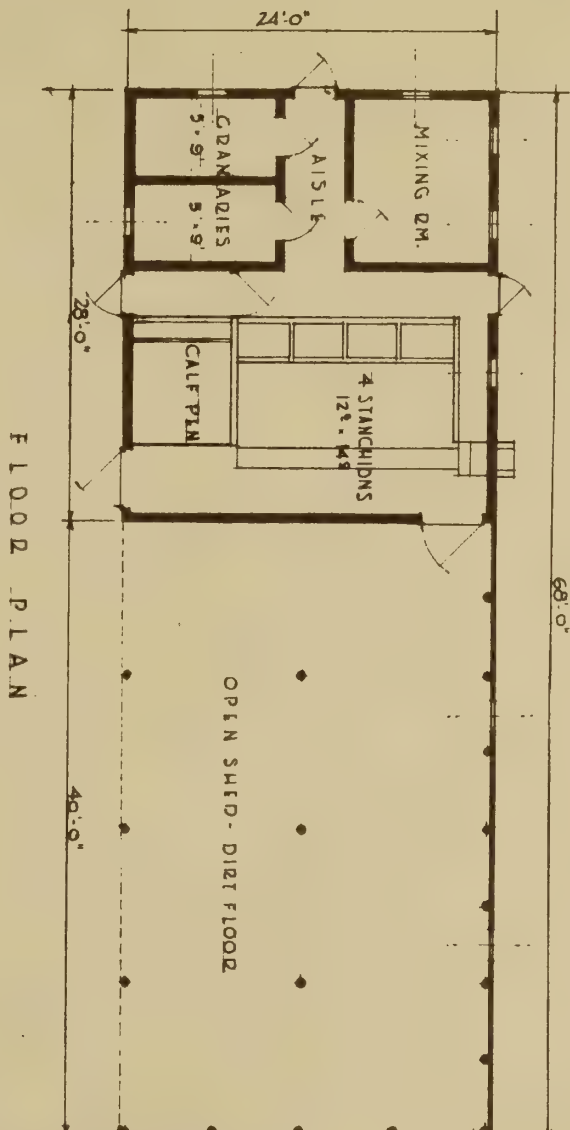 24'-0"
MIXING RM.
AISLE
GRANARIES
5 × 9'
5 × 9'
28'-0"
CALF PEN
4 STANCHIONS
68'-0"
OPEN SHED - DIRT FLOOR
40'-0"
FLOOR PLAN